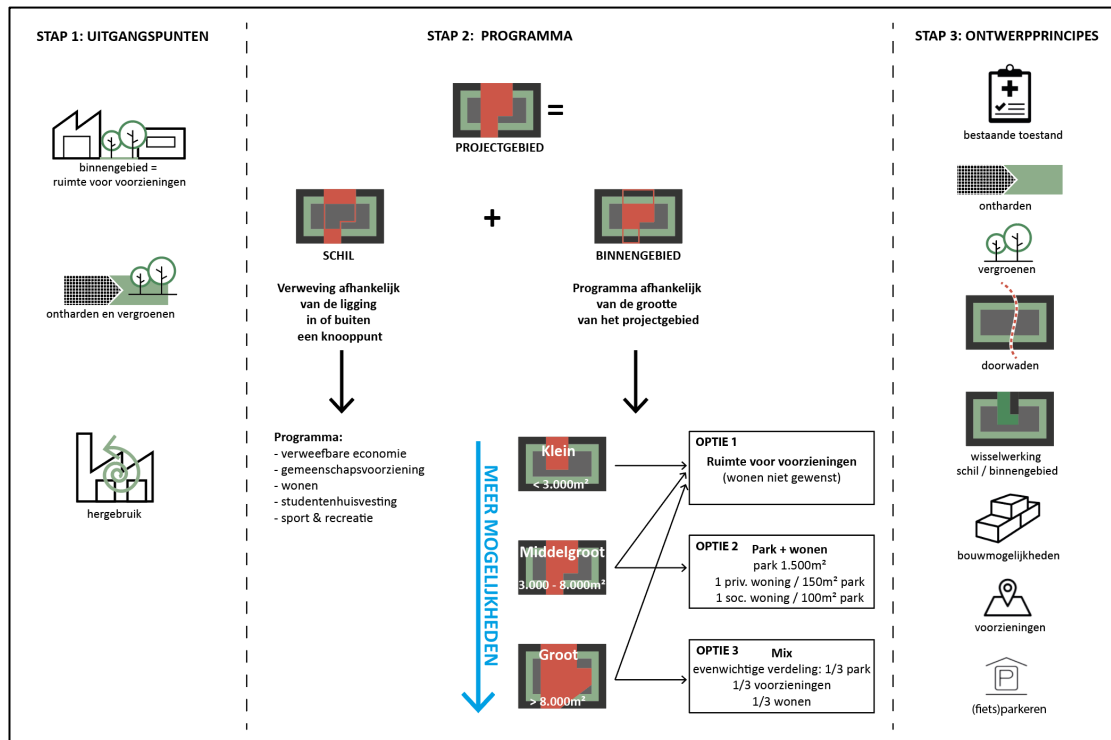 STAP 1: UITGANGSPUNTEN
binnengebied =
ruimte voor voorzieningen
ontharden en vergroenen
hergebruik
STAP 2: PROGRAMMA
=
PROJECTGEBIED
+
SCHIL
BINNENGEBIED
Verweving afhankelijk
van de ligging
in of buiten
een knooppunt
Programma afhankelijk
van de grootte
van het projectgebied
Programma:
- verweefbare economie
- gemeenschapsvoorziening
- wonen
- studentenhuisvesting
- sport & recreatie
MEER MOGELIJKHEDEN
Klein
< 3.000m²
Middelgroot
3.000 - 8.000m²
Groot
> 8.000m²
OPTIE 1
Ruimte voor voorzieningen
(wonen niet gewenst)
OPTIE 2
Park + wonen
park 1.500m²
1 priv. woning / 150m² park
1 soc. woning / 100m² park
OPTIE 3
Mix
evenwichtige verdeling: 1/3 park
1/3 voorzieningen
1/3 wonen
STAP 3: ONTWERPPRINCIPES
bestaande toestand
ontharden
vergroenen
doorwaden
wisselwerking
schil / binnengebied
bouwmogelijkheden
voorzieningen
P
(fiets)parkeren